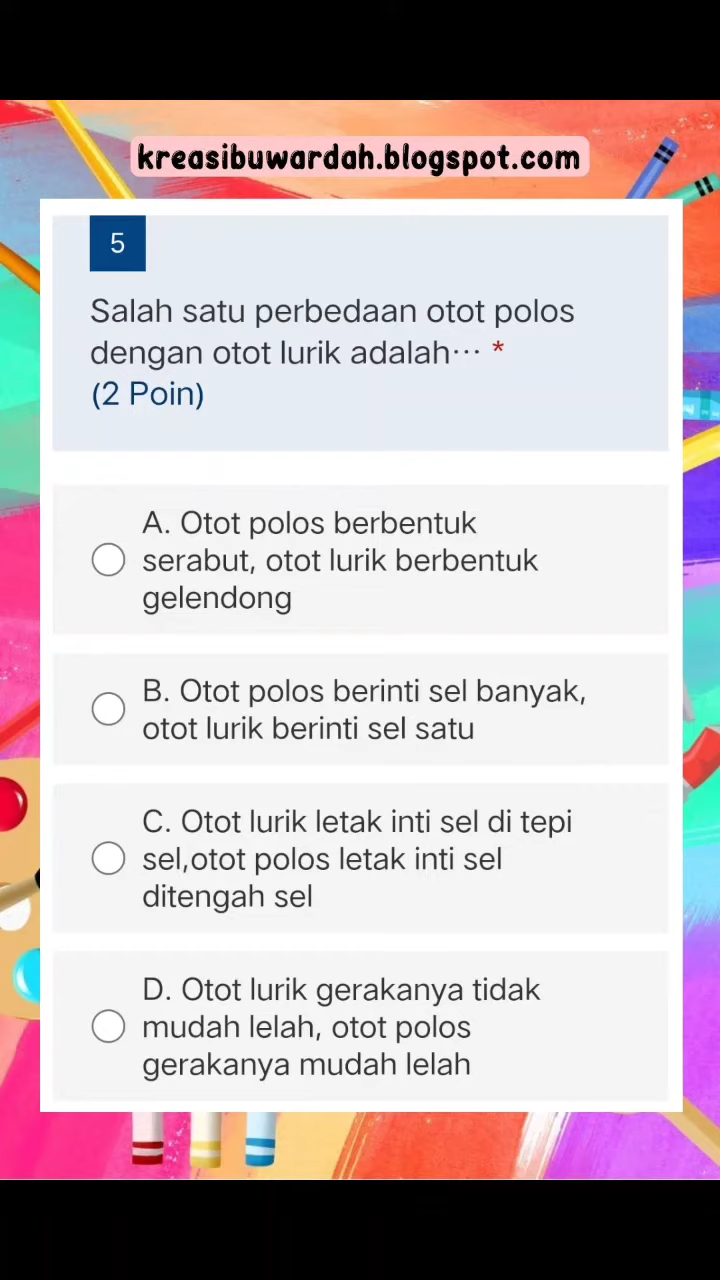 kreasibuwardah.blogspot.com
5
Salah satu perbedaan otot polos
dengan otot lurik adalah... *
(2 Poin)
A. Otot polos berbentuk
serabut, otot lurik berbentuk
gelendong
B. Otot polos berinti sel banyak,
otot lurik berinti sel satu
C. Otot lurik letak inti sel di tepi
sel,otot polos letak inti sel
ditengah sel
D. Otot lurik gerakanya tidak
mudah lelah, otot polos
gerakanya mudah lelah